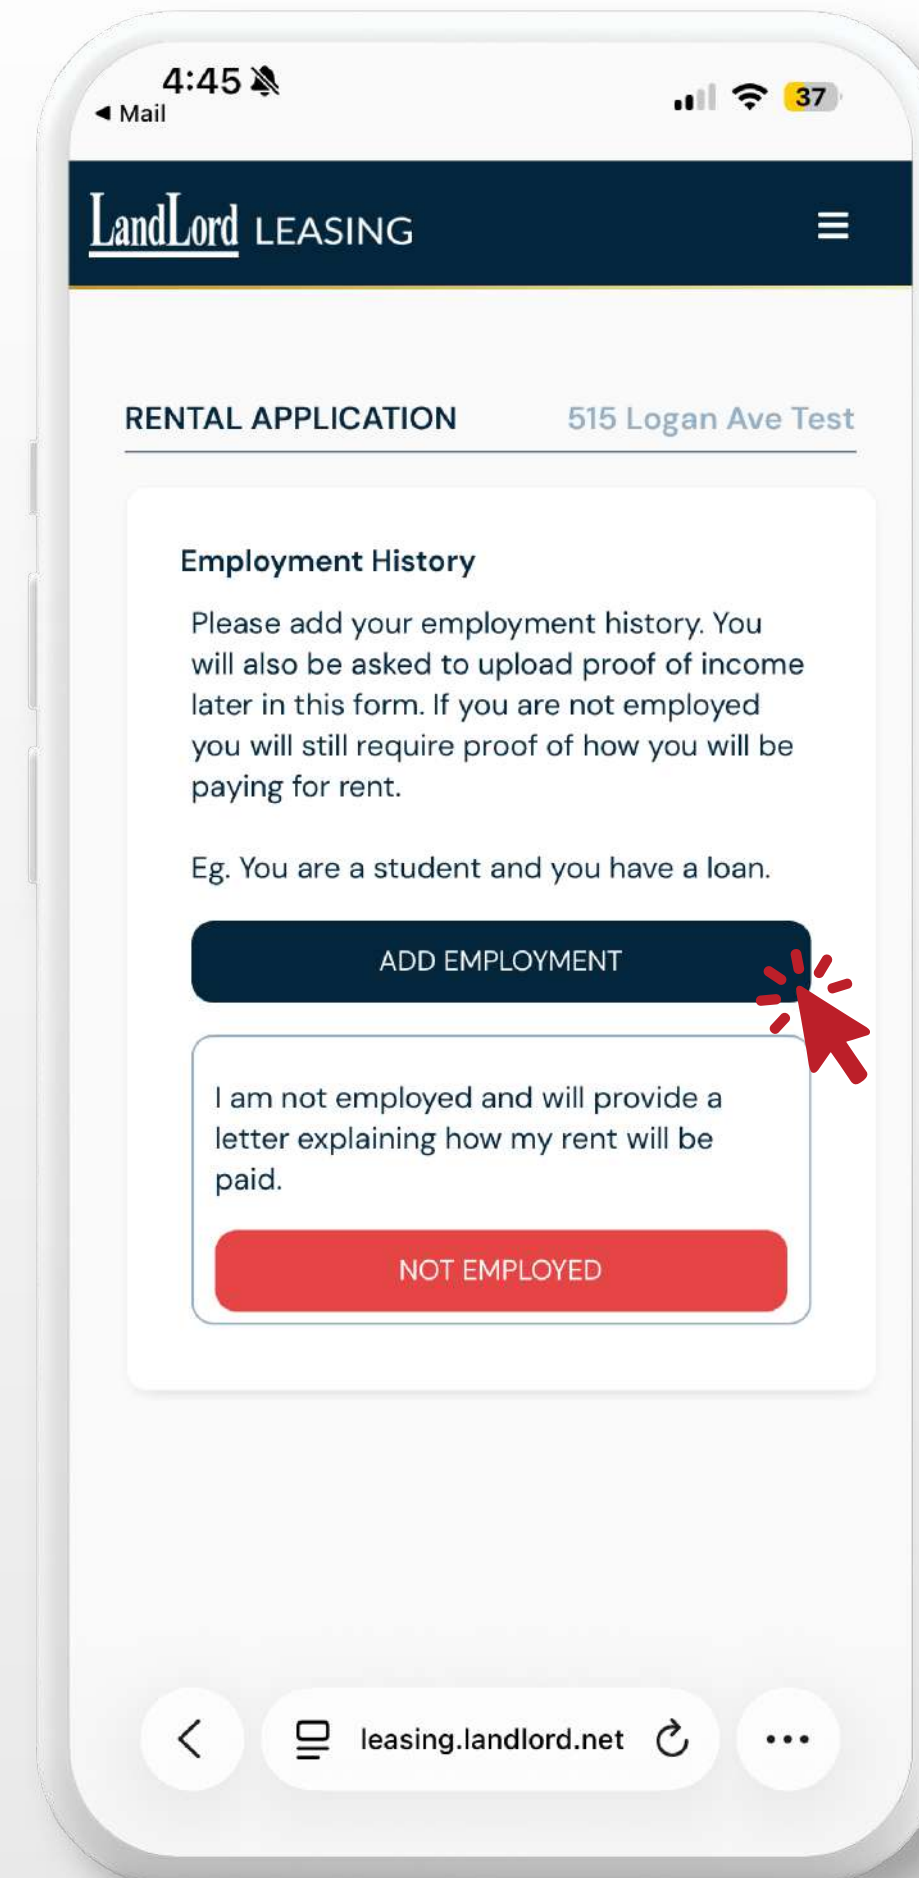 4:45
Mail
37
LandLord LEASING
RENTAL APPLICATION 515 Logan Ave Test
Employment History
Please add your employment history. You
will also be asked to upload proof of income
later in this form. If you are not employed
you will still require proof of how you will be
paying for rent.
Eg. You are a student and you have a loan.
ADD EMPLOYMENT
I am not employed and will provide a
letter explaining how my rent will be
paid.
NOT EMPLOYED
leasing.landlord.net